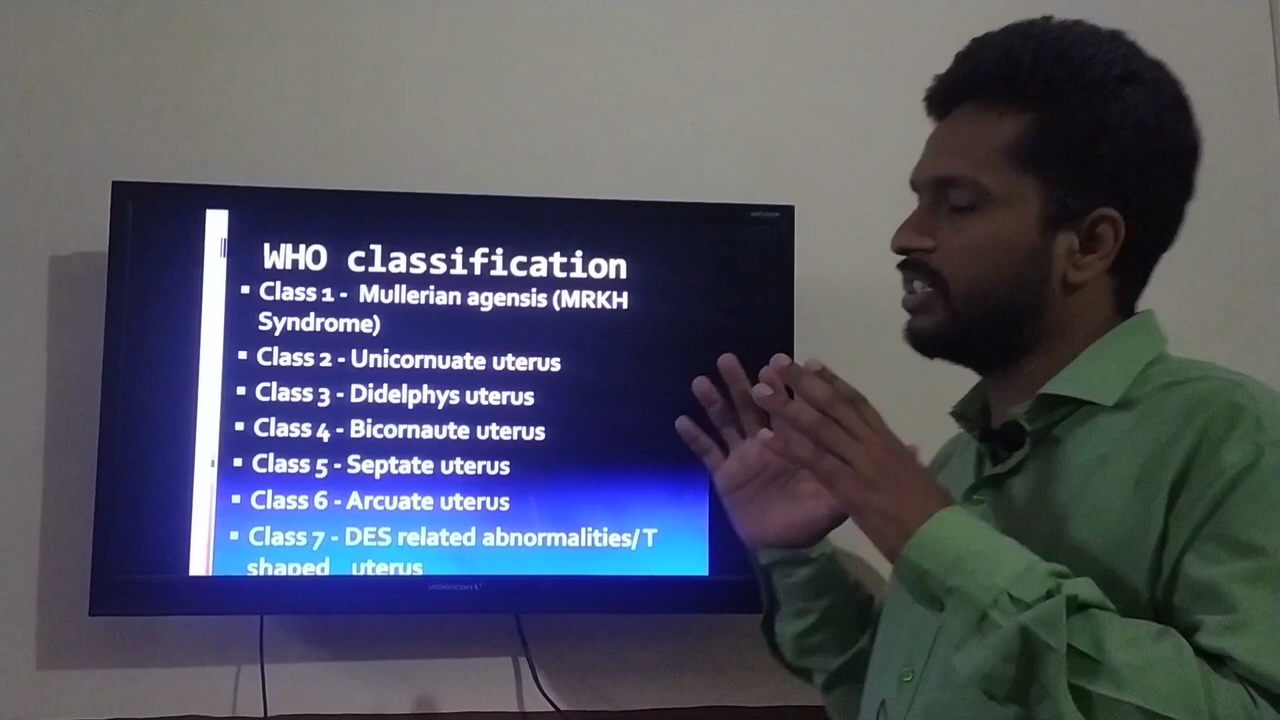 WHO classification
▪ Class 1 - Mullerian agensis (MRKH
Syndrome)
▪ Class 2 - Unicornuate uterus
▪ Class 3 - Didelphys uterus
▪ Class 4 - Bicornaute uterus
▪ Class 5 - Septate uterus
▪ Class 6 - Arcuate uterus
▪ Class 7 - DES related abnormalities/ T
shaped uterus